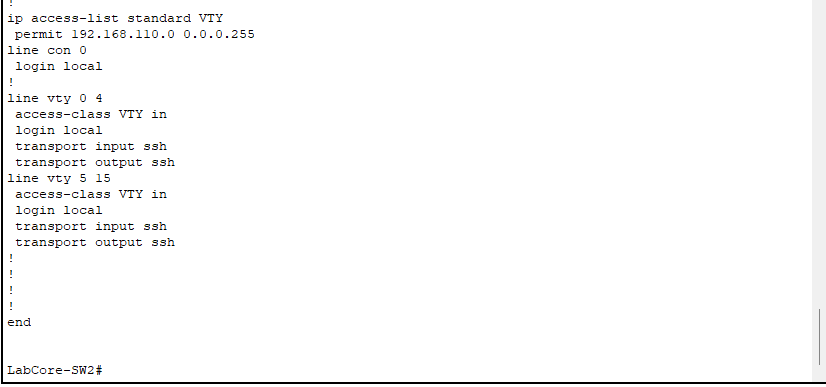 !
ip access-list standard VTY
 permit 192.168.110.0 0.0.0.255
line con 0
 login local
!
line vty 0 4
 access-class VTY in
 login local
 transport input ssh
 transport output ssh
line vty 5 15
 access-class VTY in
 login local
 transport input ssh
 transport output ssh
!
!
!
!
end
LabCore-SW2#